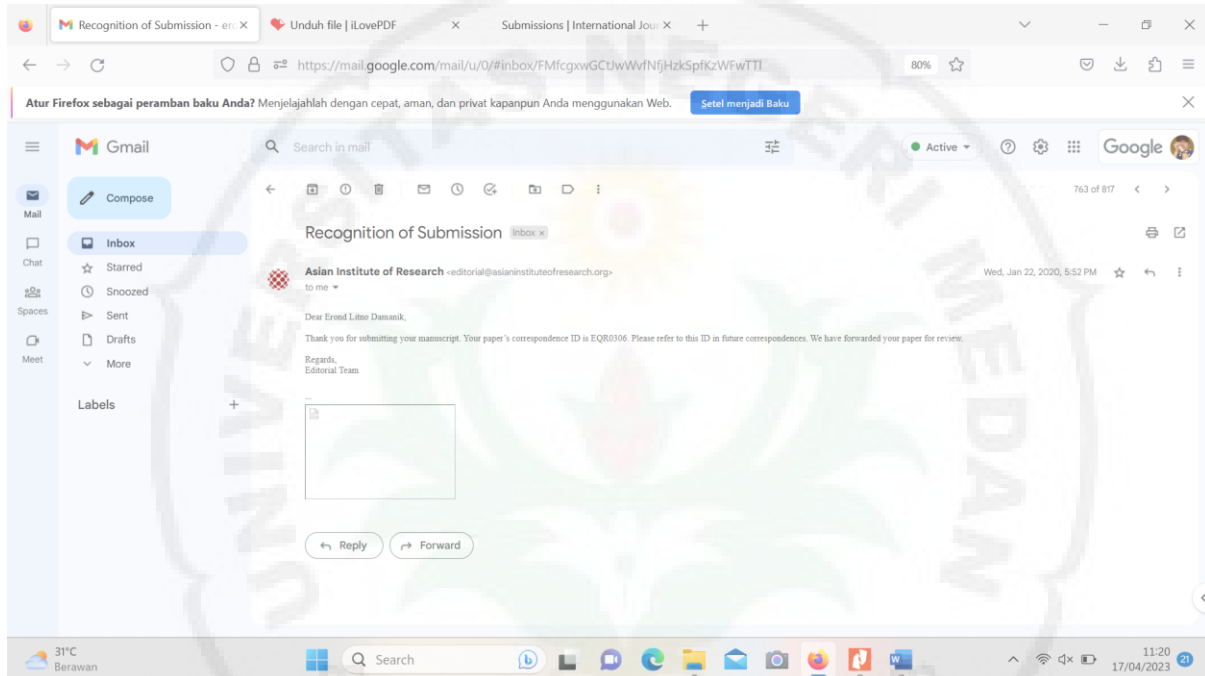 Recognition of Submission - erc
Unduh file | iLovePDF
Submissions | International Jour
https://mail.google.com/mail/u/0/#inbox/FMfcgxwGCtJwWvfNfjHzkSpfKzWFwTTl
80%
Atur Firefox sebagai peramban baku Anda? Menjelajahlah dengan cepat, aman, dan privat kapanpun Anda menggunakan Web.
Setel menjadi Baku
Gmail
Search in mail
Active
Google
Compose
763 of 817
Mail
Inbox
Starred
Snoozed
Sent
Drafts
More
Chat
Spaces
Meet
Labels
Recognition of Submission Inbox x
Asian Institute of Research <editorial@asianinstituteofresearch.org>
Wed, Jan 22, 2020, 5:52 PM
to me
Dear Erond Litno Damanik,
Thank you for submitting your manuscript. Your paper's correspondence ID is EQR0306. Please refer to this ID in future correspondences. We have forwarded your paper for review.
Regards,
Editorial Team
...
Reply
Forward
UNIVERSITAS NEGERI MEDAN
31°C
Berawan
Search
11:20
17/04/2023
21